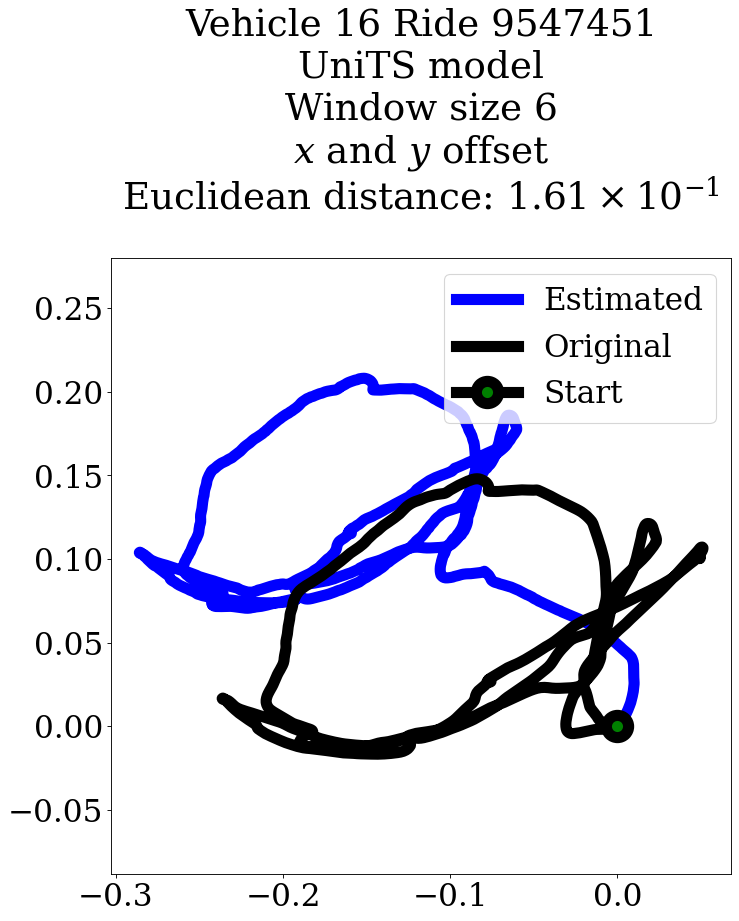 Vehicle 16 Ride 9547451
UniTS model
Window size 6
x and y offset
Euclidean distance: 1.61 × 10⁻¹
Estimated
Original
Start
0.25
0.20
0.15
0.10
0.05
0.00
−0.05
−0.3
−0.2
−0.1
0.0